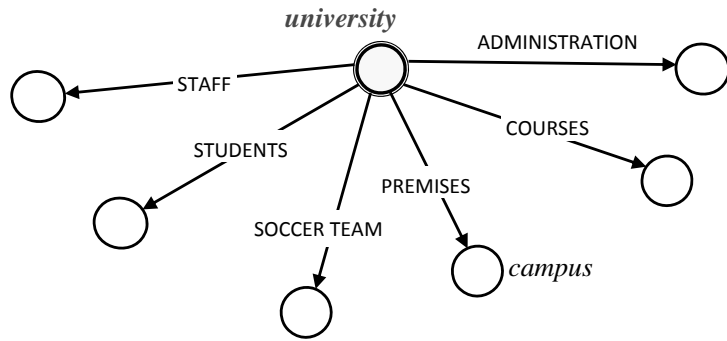 university
ADMINISTRATION
STAFF
COURSES
STUDENTS
PREMISES
SOCCER TEAM
campus